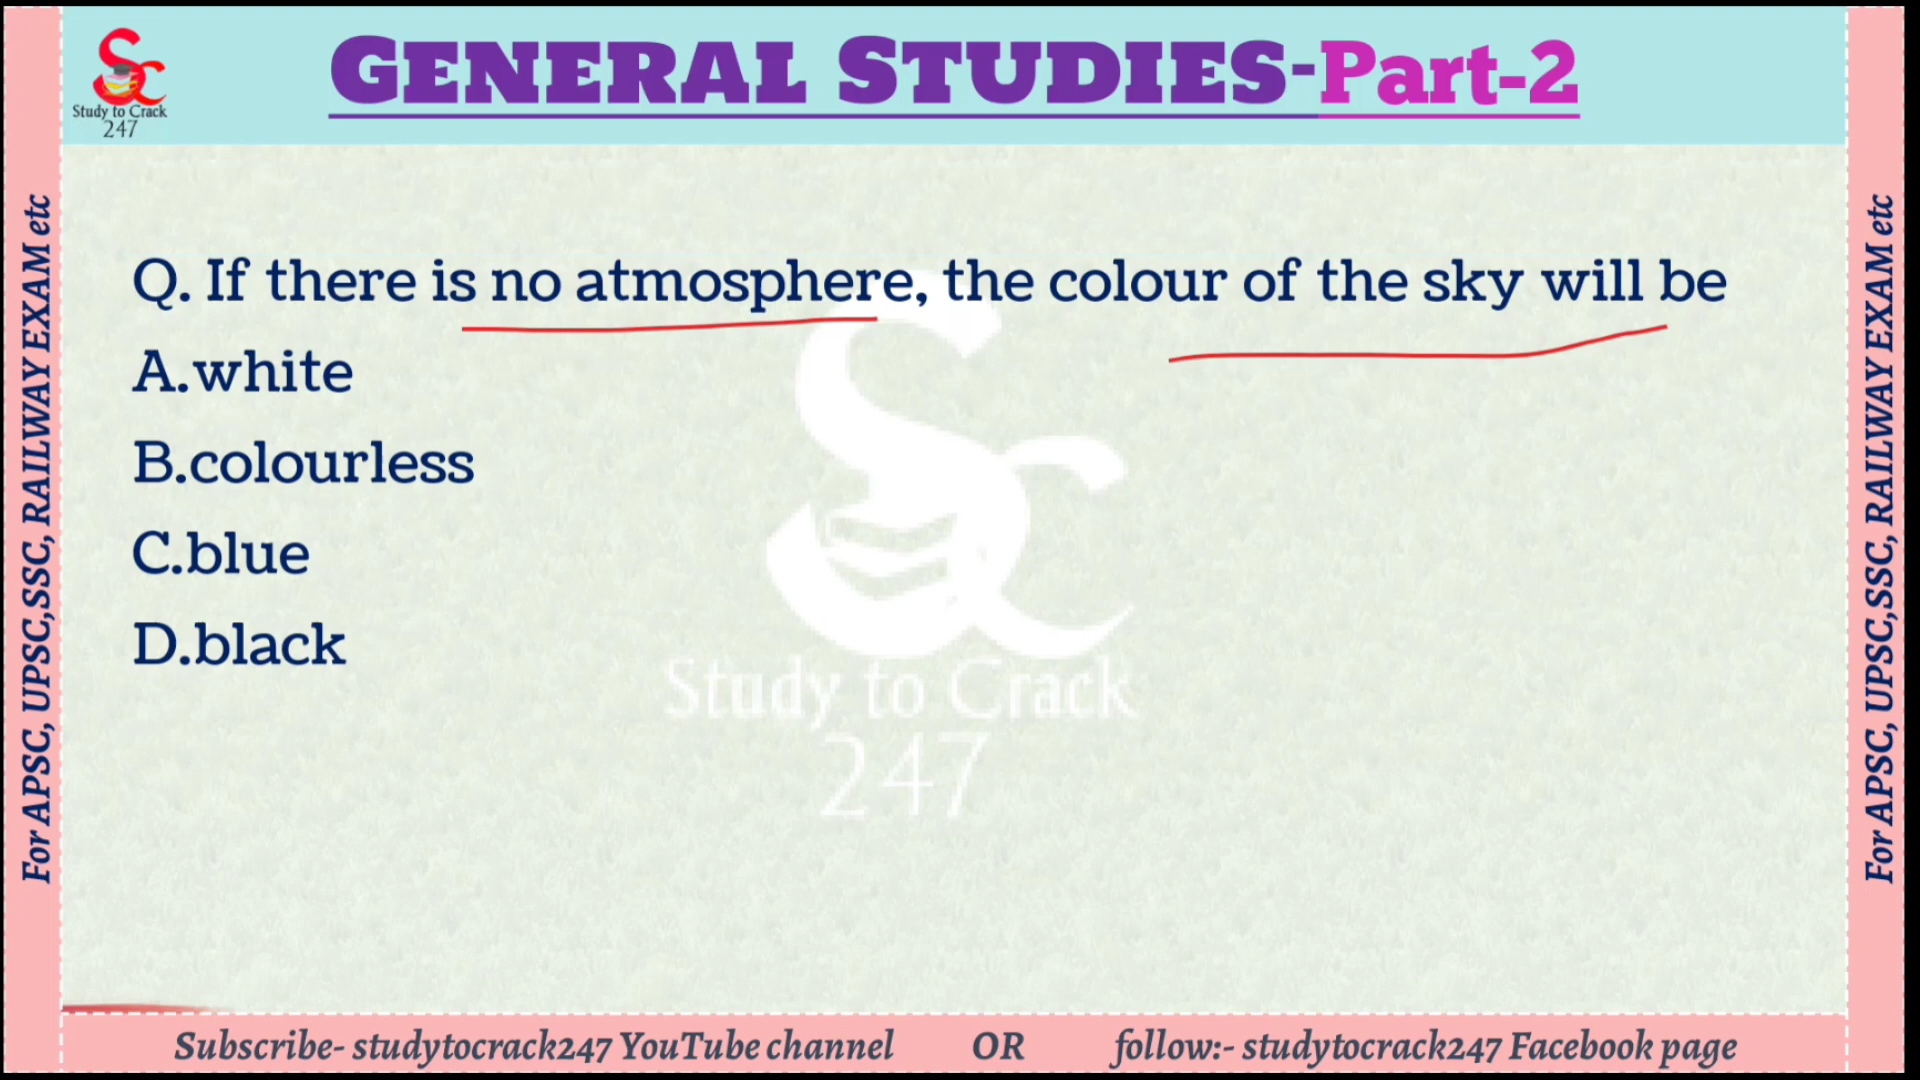 GENERAL STUDIES-Part-2
Study to Crack
247
Q. If there is no atmosphere, the colour of the sky will be
A.white
B.colourless
C.blue
D.black
Study to Crack
247
For APSC, UPSC,SSC, RAILWAY EXAM etc
For APSC, UPSC,SSC, RAILWAY EXAM etc
Subscribe- studytocrack247 YouTube channel OR follow:- studytocrack247 Facebook page